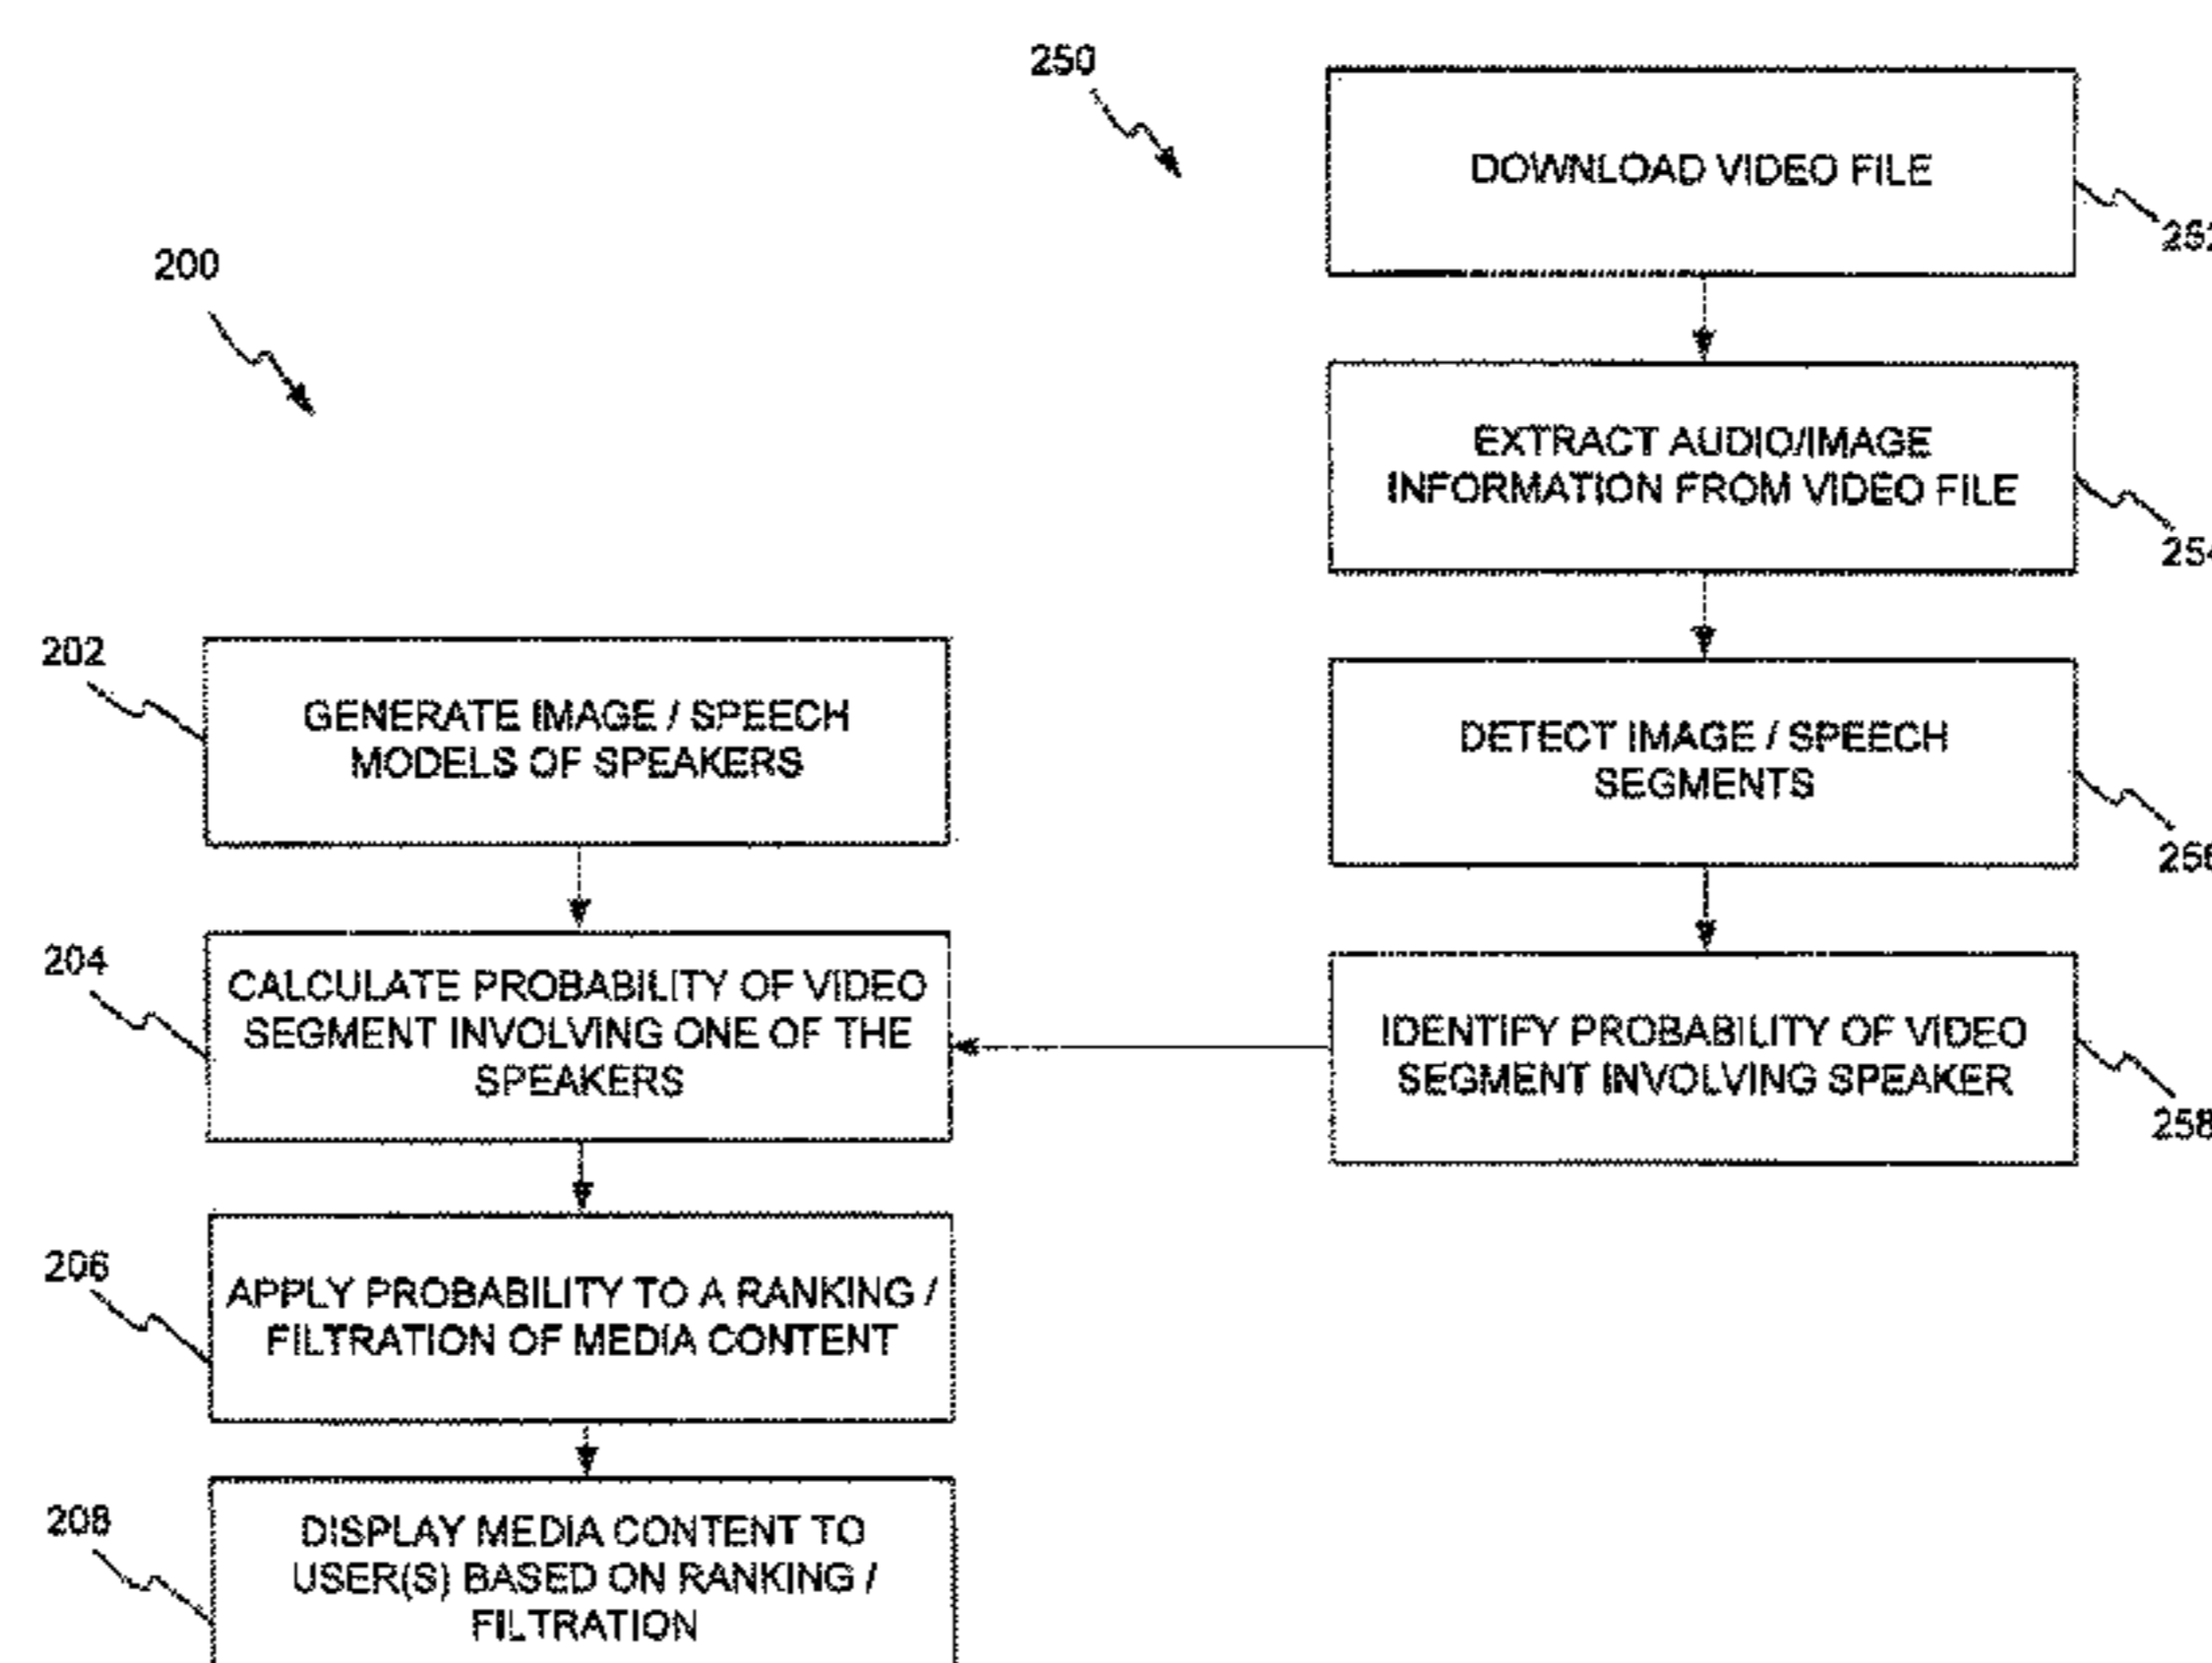 250
DOWNLOAD VIDEO FILE
200
EXTRACT AUDIO/IMAGE
INFORMATION FROM VIDEO FILE
202
GENERATE IMAGE / SPEECH
MODELS OF SPEAKERS
DETECT IMAGE / SPEECH
SEGMENTS
204
CALCULATE PROBABILITY OF VIDEO
SEGMENT INVOLVING ONE OF THE
SPEAKERS
IDENTIFY PROBABILITY OF VIDEO
SEGMENT INVOLVING SPEAKER
258
206
APPLY PROBABILITY TO A RANKING /
FILTRATION OF MEDIA CONTENT
208
DISPLAY MEDIA CONTENT TO
USER(S) BASED ON RANKING /
FILTRATION